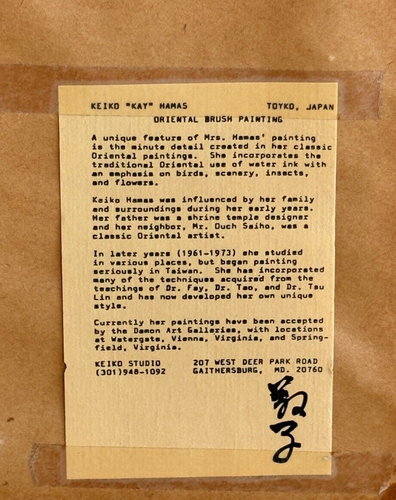 KEIKO "KAY" HAMAS TOYKO, JAPAN
ORIENTAL BRUSH PAINTING
A unique feature of Mrs. Hamas' painting
is the minute detail created in her classic
Oriental paintings. She incorporates the
traditional Oriental use of water ink with
an emphasis on birds, scenery, insects,
and flowers.
Keiko Hamas was influenced by her family
and surroundings during her early years.
Her father was a shrine temple designer
and her neighbor, Mr. Ouch Saiho, was a
classic Oriental artist.
In later years (1961-1973) she studied
in various places, but began painting
seriously in Taiwan. She has incorporated
many of the techniques acquired from the
teachings of Dr. Fay, Dr. Tao, and Dr. Tsu
Lin and has now developed her own unique
style.
Currently her paintings have been accepted
by the Damon Art Galleries, with locations
at Watergate, Vienna, Virginia, and Spring-
field, Virginia.
KEIKO STUDIO 207 WEST DEER PARK ROAD
(301)948-1092 GAITHERSBURG, MD. 20760
敬
子